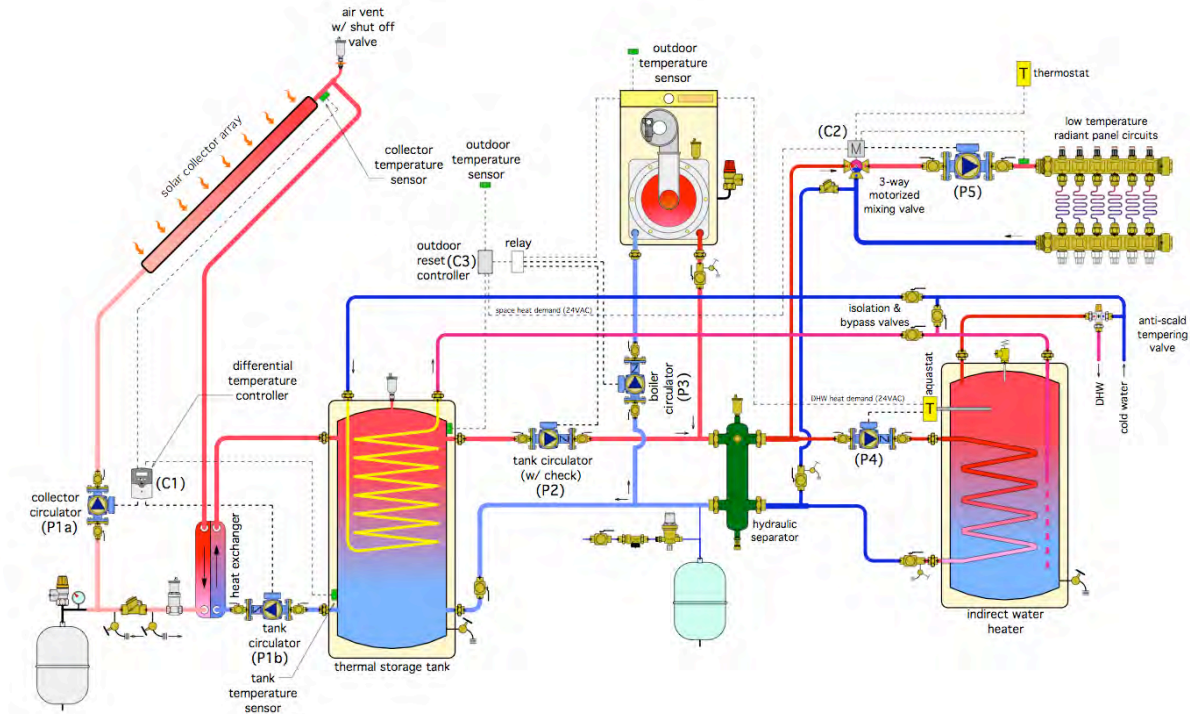 air vent
w/ shut off
valve
solar collector array
collector
temperature
sensor
outdoor
temperature
sensor
outdoor
temperature
sensor
outdoor
reset
controller
(C3)
relay
space heat demand (24VAC)
T
thermostat
(C2)
M
3-way
motorized
mixing valve
(P5)
low temperature
radiant panel circuits
isolation &
bypass valves
anti-scald
tempering
valve
DHW
cold water
differential
temperature
controller
(C1)
collector
circulator
(P1a)
heat exchanger
tank
circulator
(P1b)
tank
temperature
sensor
thermal storage tank
tank circulator
(w/ check)
(P2)
boiler
circulator
(P3)
hydraulic
separator
DHW heat demand (24VAC)
aquastat
T
(P4)
indirect water
heater